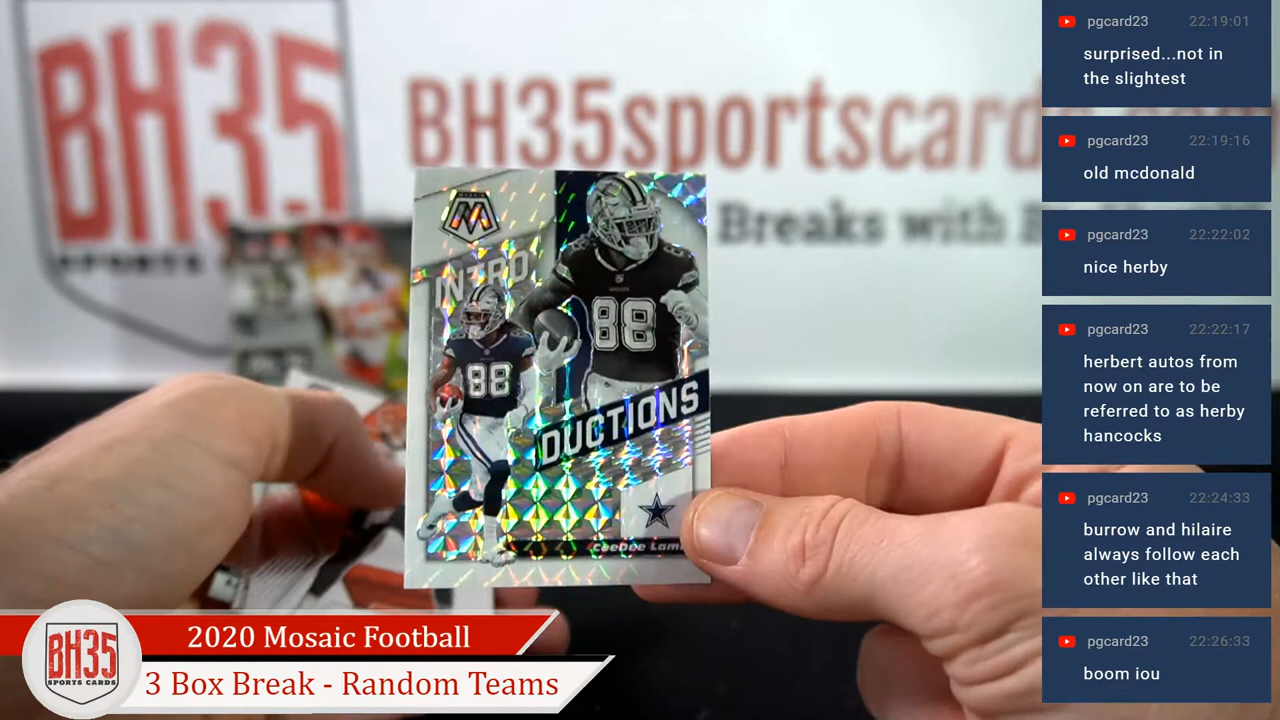 BH35
SPORTS
BH35sportscard
Breaks with B
M
INTRO
88
88
DUCTIONS
CeeDee Lam
2020 Mosaic Football
3 Box Break - Random Teams
BH35
SPORTS CARDS
pgcard23 22:19:01
surprised...not in
the slightest
pgcard23 22:19:16
old mcdonald
pgcard23 22:22:02
nice herby
pgcard23 22:22:17
herbert autos from
now on are to be
referred to as herby
hancocks
pgcard23 22:24:33
burrow and hilaire
always follow each
other like that
pgcard23 22:26:33
boom iou